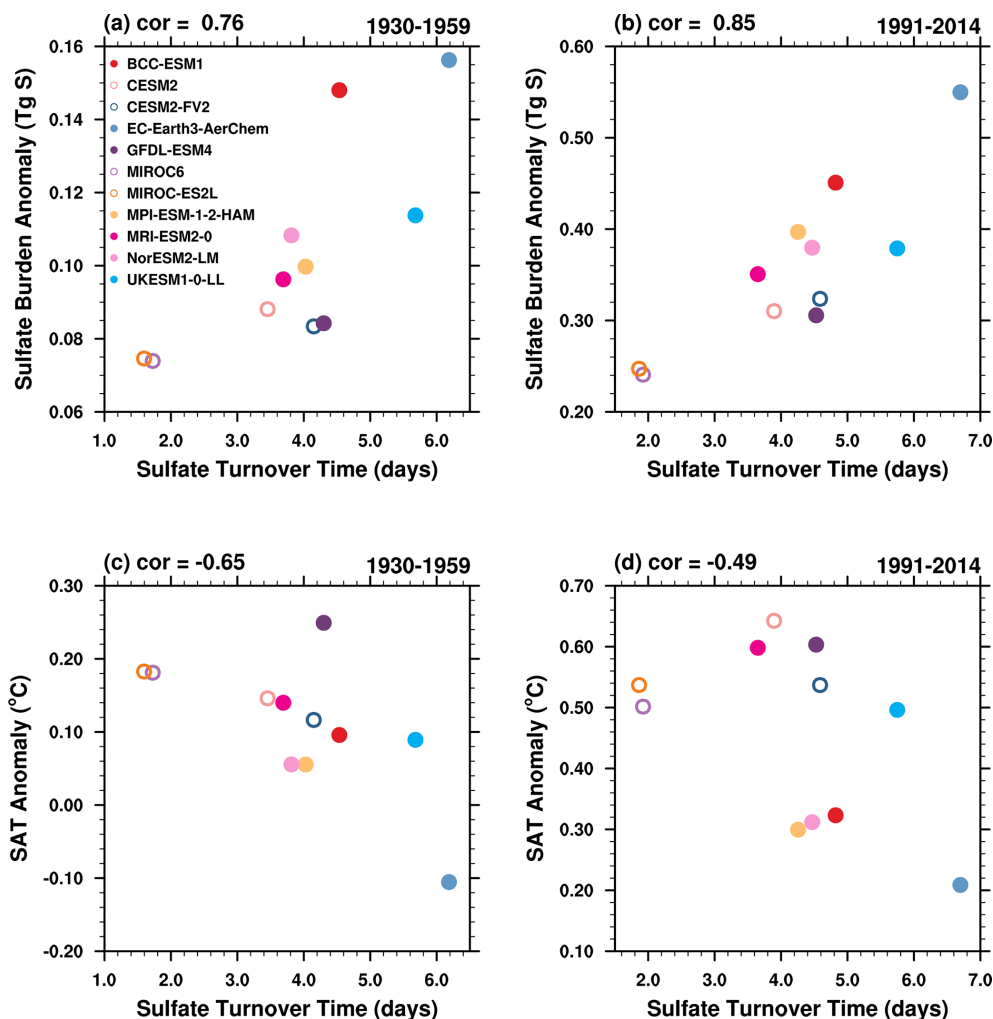 (a) cor =  0.76
1930-1959
0.16
0.14
0.12
0.10
0.08
0.06
Sulfate Burden Anomaly (Tg S)
BCC-ESM1
CESM2
CESM2-FV2
EC-Earth3-AerChem
GFDL-ESM4
MIROC6
MIROC-ES2L
MPI-ESM-1-2-HAM
MRI-ESM2-0
NorESM2-LM
UKESM1-0-LL
1.0 2.0 3.0 4.0 5.0 6.0
Sulfate Turnover Time (days)
(b) cor =  0.85
1991-2014
0.60
0.50
0.40
0.30
0.20
Sulfate Burden Anomaly (Tg S)
2.0 3.0 4.0 5.0 6.0 7.0
Sulfate Turnover Time (days)
(c) cor = -0.65
1930-1959
0.30
0.20
0.10
0.00
-0.10
-0.20
SAT Anomaly (°C)
1.0 2.0 3.0 4.0 5.0 6.0
Sulfate Turnover Time (days)
(d) cor = -0.49
1991-2014
0.70
0.60
0.50
0.40
0.30
0.20
0.10
SAT Anomaly (°C)
2.0 3.0 4.0 5.0 6.0 7.0
Sulfate Turnover Time (days)